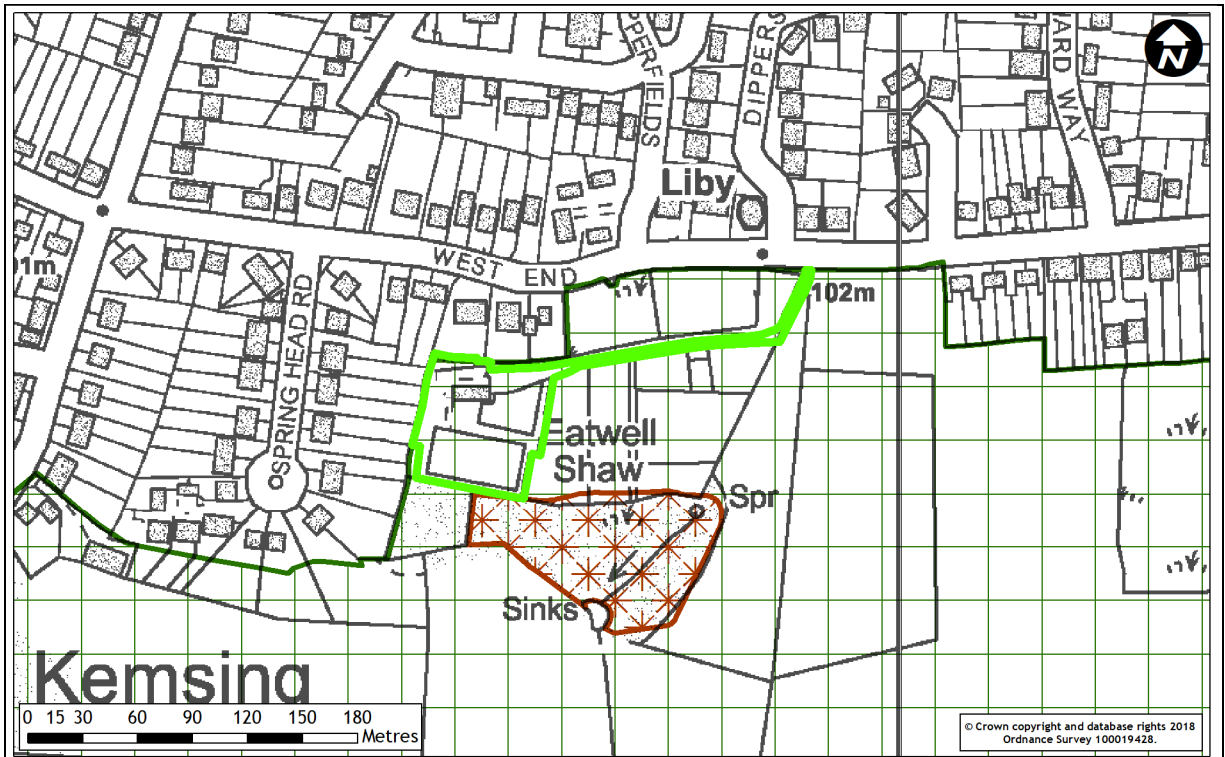 N
PERFIELDS
DIPPERS
ARD WAY
Liby
WEST END
91m
SPRING HEAD RD
102m
Eatwell
Shaw
Spr
Sinks
Kemsing
0 15 30 60 90 120 150 180
Metres
© Crown copyright and database rights 2018
Ordnance Survey 100019428.